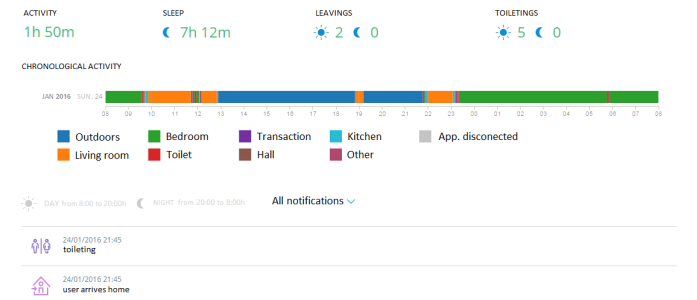 ACTIVITY SLEEP LEAVINGS TOILETINGS
1h 50m 7h 12m 2 0 5 0
CHRONOLOGICAL ACTIVITY
JAN 2016 SUN. 24
08 09 10 11 12 13 14 15 16 17 18 19 20 21 22 23 00 01 02 03 04 05 06 07 08
Outdoors Bedroom Transaction Kitchen App. disconected
Living room Toilet Hall Other
DAY from 8:00 to 20:00h NIGHT from 20:00 to 8:00h All notifications
24/01/2016 21:45
toileting
24/01/2016 21:45
user arrives home